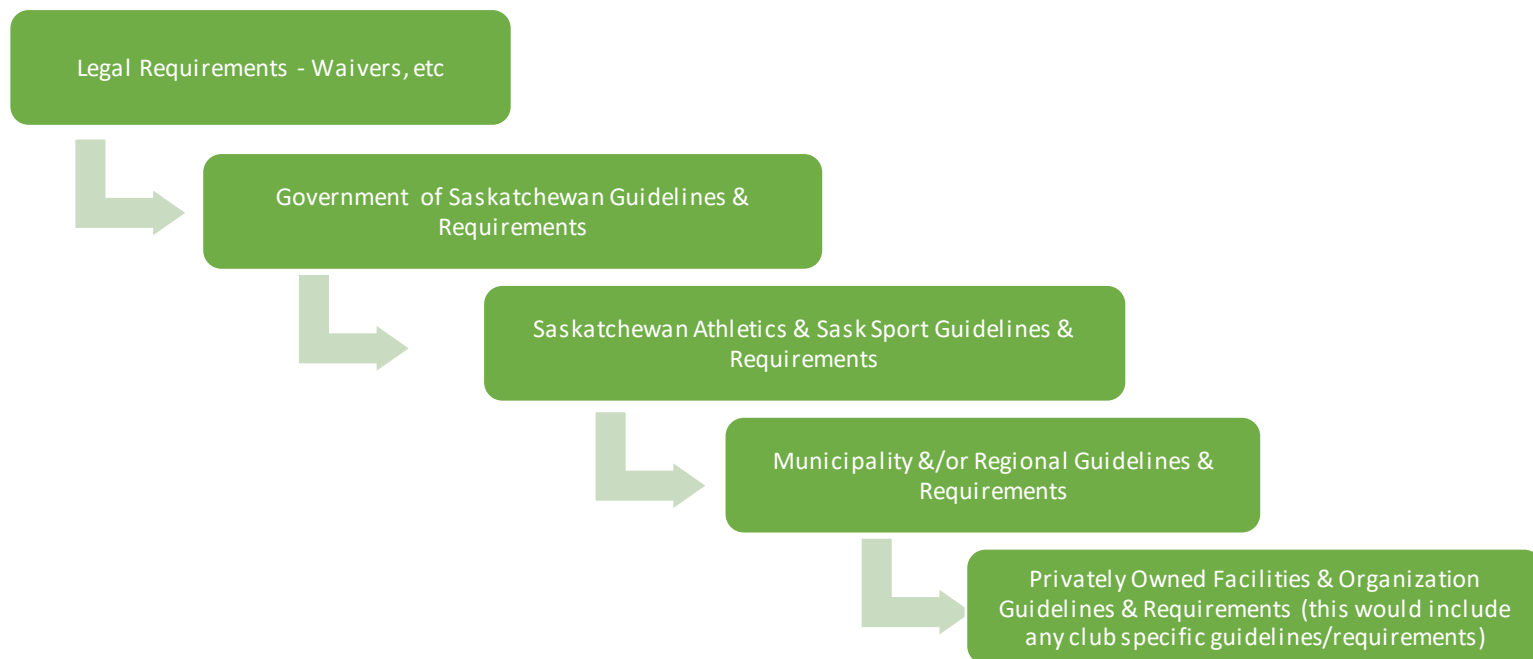 Legal Requirements - Waivers, etc
Government of Saskatchewan Guidelines &
Requirements
Saskatchewan Athletics & Sask Sport Guidelines &
Requirements
Municipality &/or Regional Guidelines &
Requirements
Privately Owned Facilities & Organization
Guidelines & Requirements (this would include
any club specific guidelines/requirements)